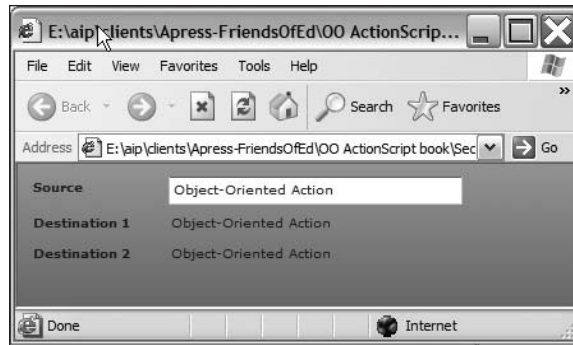 E:\aip\clients\Apress-FriendsOfEd\OO ActionScrip...
File Edit View Favorites Tools Help
Back Search Favorites »
Address E:\aip\clients\Apress-FriendsOfEd\OO ActionScript book\Sec Go
Source Object-Oriented Action
Destination 1 Object-Oriented Action
Destination 2 Object-Oriented Action
Done Internet